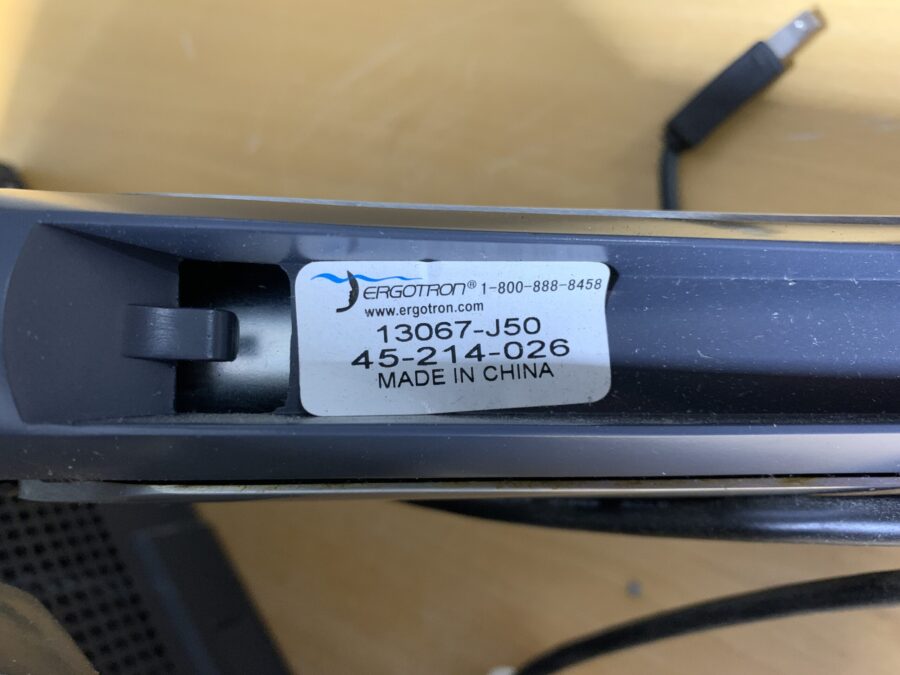 ERGOTRON® 1-800-888-8458
www.ergotron.com
13067-J50
45-214-026
MADE IN CHINA